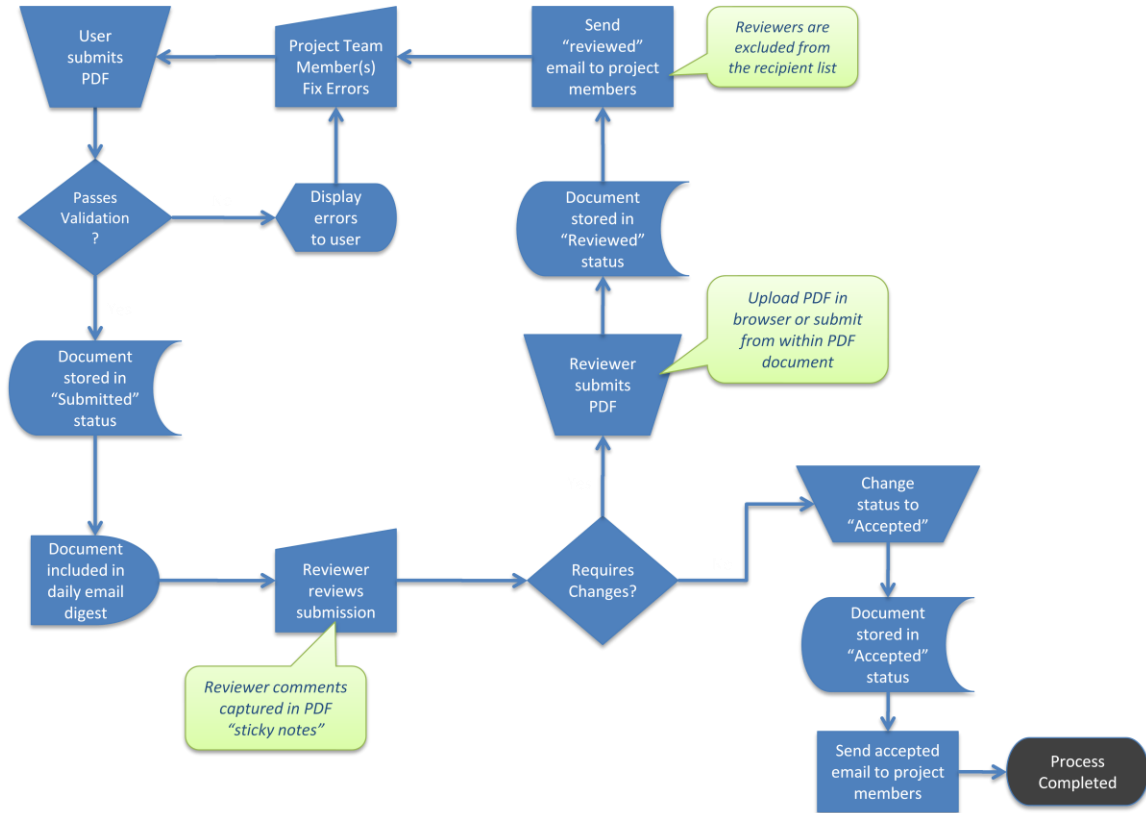 User
submits
PDF
Project Team
Member(s)
Fix Errors
Send
“reviewed”
email to project
members
Reviewers are
excluded from
the recipient list
Passes
Validation
?
Display
errors
to user
Document
stored in
“Reviewed”
status
Upload PDF in
browser or submit
from within PDF
document
Document
stored in
“Submitted”
status
Reviewer
submits
PDF
Change
status to
“Accepted”
Document
included in
daily email
digest
Reviewer
reviews
submission
Requires
Changes?
Document
stored in
“Accepted”
status
Reviewer comments
captured in PDF
“sticky notes”
Send accepted
email to project
members
Process
Completed